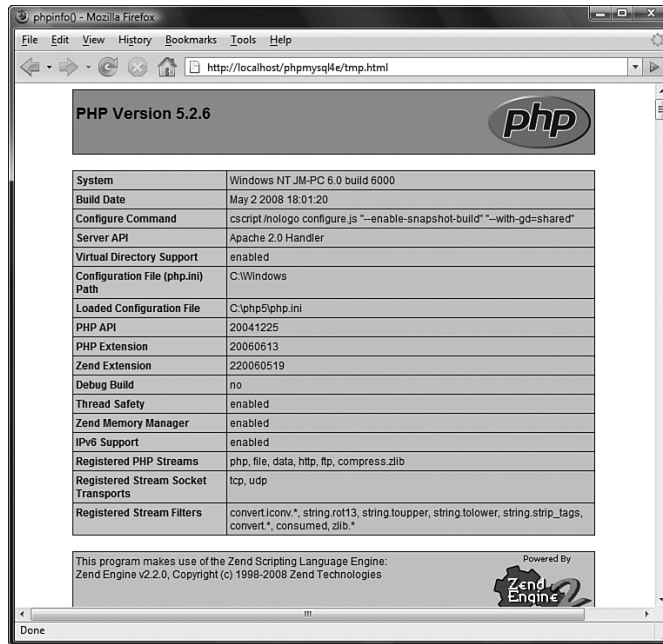 phpinfo() - Mozilla Firefox
File Edit View History Bookmarks Tools Help
http://localhost/phpmysql4e/tmp.html
PHP Version 5.2.6
php
System Windows NT JM-PC 6.0 build 6000
Build Date May 2 2008 18:01:20
Configure Command cscript /nologo configure.js "--enable-snapshot-build" "--with-gd=shared"
Server API Apache 2.0 Handler
Virtual Directory Support enabled
Configuration File (php.ini) C:\Windows
Path
Loaded Configuration File C:\php5\php.ini
PHP API 20041225
PHP Extension 20060613
Zend Extension 220060519
Debug Build no
Thread Safety enabled
Zend Memory Manager enabled
IPv6 Support enabled
Registered PHP Streams php, file, data, http, ftp, compress.zlib
Registered Stream Socket tcp, udp
Transports
Registered Stream Filters convert.iconv.*, string.rot13, string.toupper, string.tolower, string.strip_tags,
convert.*, consumed, zlib.*
This program makes use of the Zend Scripting Language Engine:
Zend Engine v2.2.0, Copyright (c) 1998-2008 Zend Technologies
Powered By
Zend
Engine 2
Done